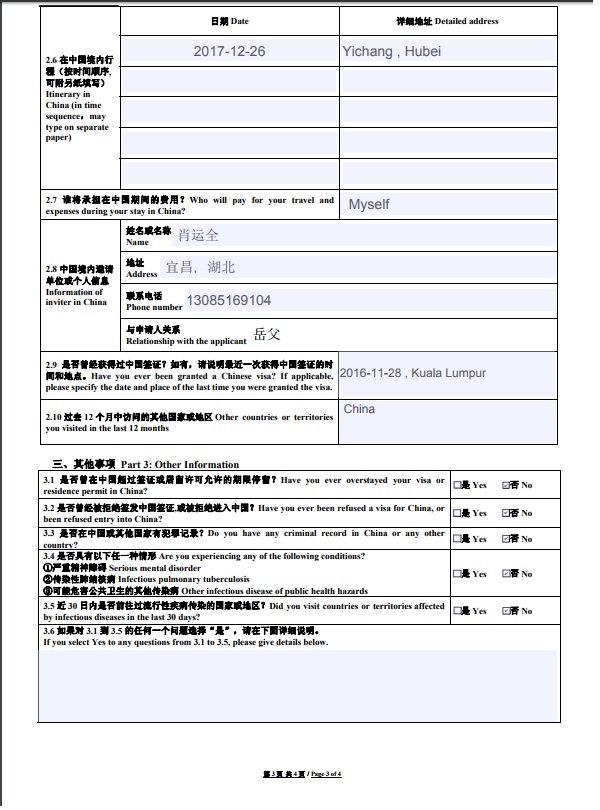 日期 Date
详细地址 Detailed address
2.6 在中国境内行
程（按时间顺序,
可附另纸填写）
Itinerary in
China (in time
sequence，may
type on separate
paper)
2017-12-26
Yichang , Hubei
2.7 谁将承担在中国期间的费用？Who will pay for your travel and
expenses during your stay in China?
Myself
2.8 中国境内邀请
单位或个人信息
Information of
inviter in China
姓名或名称
Name
肖运全
地址
Address
宜昌，湖北
联系电话
Phone number
13085169104
与申请人关系
Relationship with the applicant
岳父
2.9 是否曾经获得过中国签证？如有，请说明最近一次获得中国签证的时
间和地点。Have you ever been granted a Chinese visa? If applicable,
please specify the date and place of the last time you were granted the visa.
2016-11-28 , Kuala Lumpur
2.10 过去 12 个月中访问的其他国家或地区 Other countries or territories
you visited in the last 12 months
China
三、其他事项 Part 3: Other Information
3.1 是否曾在中国超过签证或居留许可允许的期限停留？Have you ever overstayed your visa or
residence permit in China?
是 Yes 否 No
3.2 是否曾经被拒绝签发中国签证,或被拒绝进入中国？Have you ever been refused a visa for China, or
been refused entry into China?
是 Yes 否 No
3.3 是否在中国或其他国家有犯罪记录？Do you have any criminal record in China or any other
country?
是 Yes 否 No
3.4 是否具有以下任一种情形 Are you experiencing any of the following conditions?
①严重精神障碍 Serious mental disorder
②传染性肺结核病 Infectious pulmonary tuberculosis
③可能危害公共卫生的其他传染病 Other infectious disease of public health hazards
是 Yes 否 No
3.5 近 30 日内是否前往过流行性疾病传染的国家或地区？Did you visit countries or territories affected
by infectious diseases in the last 30 days?
是 Yes 否 No
3.6 如果对 3.1 到 3.5 的任何一个问题选择“是”，请在下面详细说明。
If you select Yes to any questions from 3.1 to 3.5, please give details below.
第 3 页 共 4 页 / Page 3 of 4